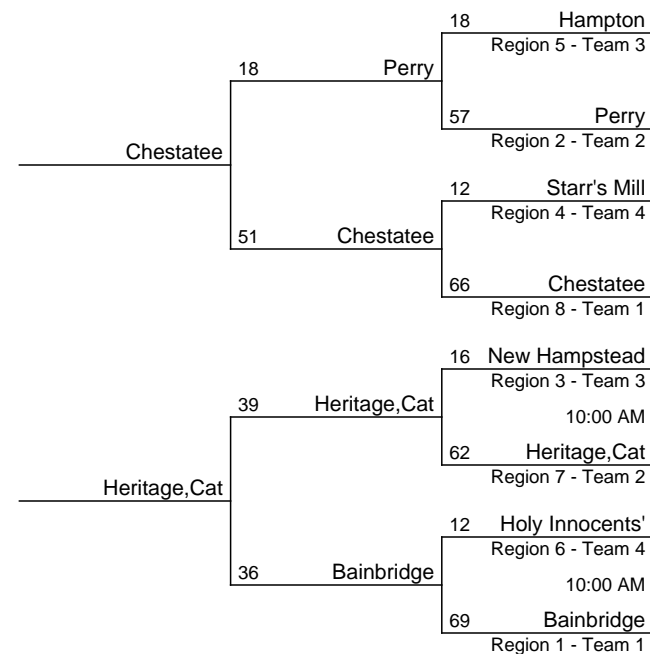 18 Hampton
Region 5 - Team 3
18 Perry
57 Perry
Region 2 - Team 2
Chestatee
12 Starr's Mill
Region 4 - Team 4
51 Chestatee
66 Chestatee
Region 8 - Team 1
16 New Hampstead
Region 3 - Team 3
39 Heritage,Cat
10:00 AM
62 Heritage,Cat
Region 7 - Team 2
Heritage,Cat
12 Holy Innocents'
Region 6 - Team 4
36 Bainbridge
10:00 AM
69 Bainbridge
Region 1 - Team 1